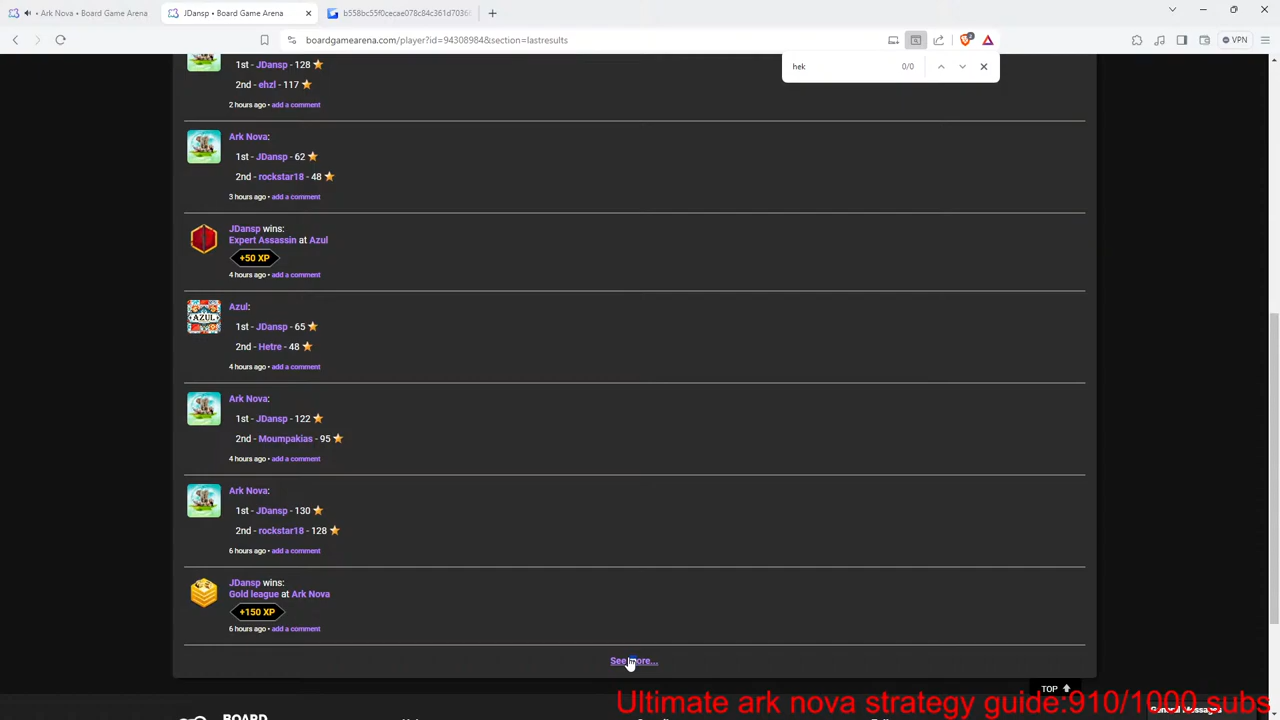 Ark Nova • Board Game Arena
JDansp • Board Game Arena
b558bc55f0cecae078c84c361d7036
boardgamearena.com/player?id=94308984&section=lastresults
VPN
hek
0/0
1st - JDansp - 128
2nd - ehzl - 117
2 hours ago • add a comment
Ark Nova:
1st - JDansp - 62
2nd - rockstar18 - 48
3 hours ago • add a comment
JDansp wins:
Expert Assassin at Azul
+50 XP
4 hours ago • add a comment
AZUL
Azul:
1st - JDansp - 65
2nd - Hetre - 48
4 hours ago • add a comment
Ark Nova:
1st - JDansp - 122
2nd - Moumpakias - 95
4 hours ago • add a comment
Ark Nova:
1st - JDansp - 130
2nd - rockstar18 - 128
6 hours ago • add a comment
JDansp wins:
Gold league at Ark Nova
+150 XP
6 hours ago • add a comment
See more...
TOP
Ultimate ark nova strategy guide:910/1000 subs
General Messages
BOARD